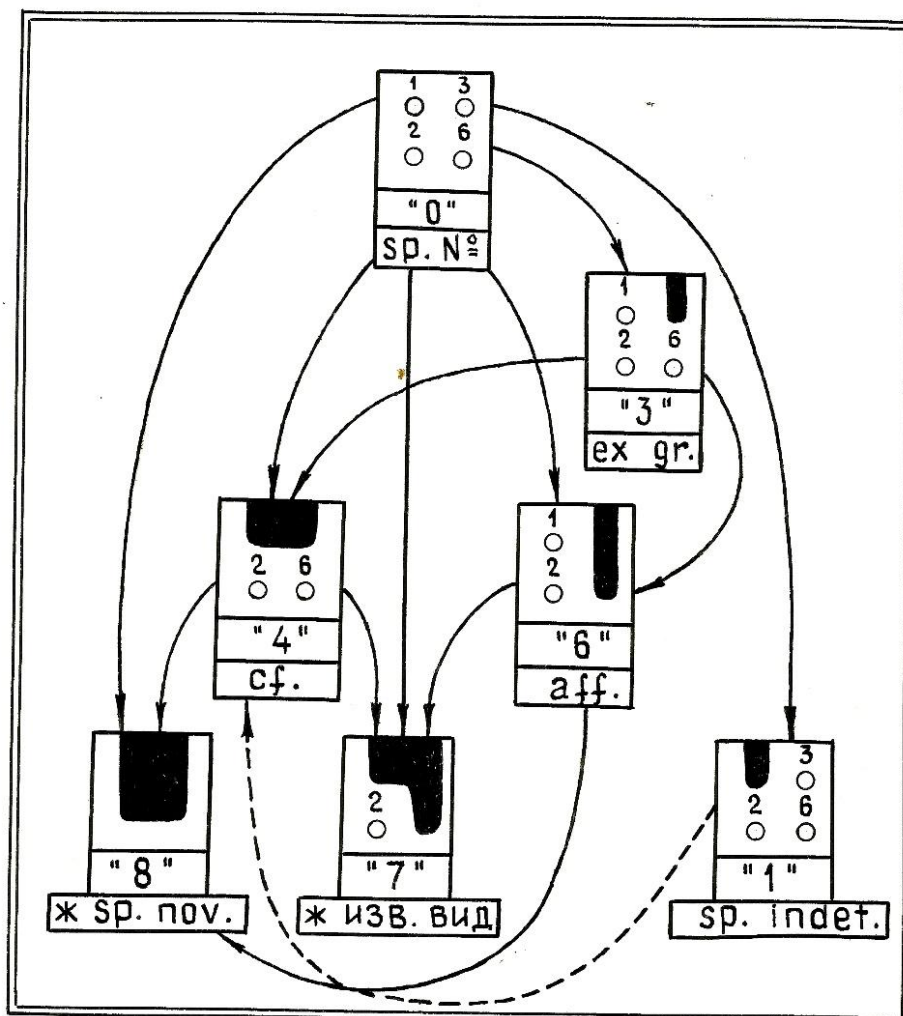 1 3
2 6
"0"
sp. №
1
2 6
"3"
ex gr.
2 6
"4"
cf.
1
2
"6"
aff.
"8"
* sp. nov.
2
"7"
* изв. вид
3
2 6
"1"
sp. indet.